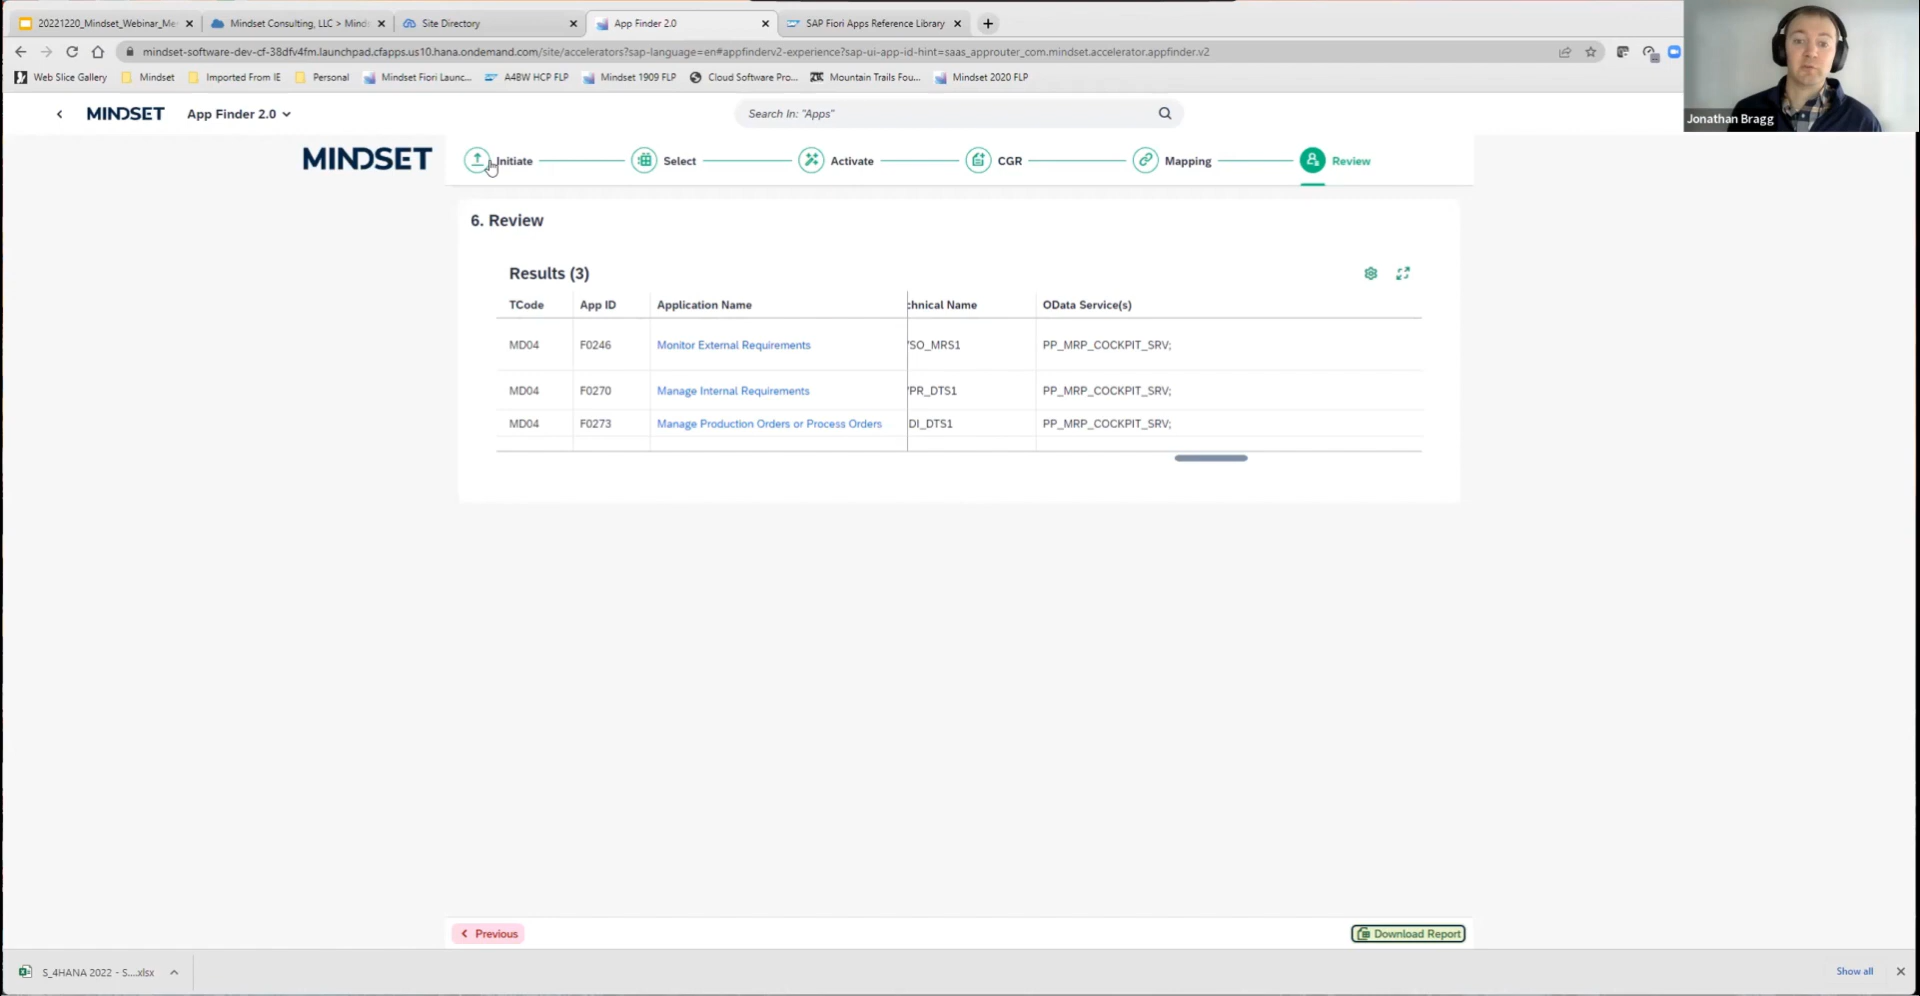 20221220_Mindset_Webinar_Me
Mindset Consulting, LLC > Minds
Site Directory
App Finder 2.0
SAP Fiori Apps Reference Library
mindset-software-dev-cf-38dfv4fm.launchpad.cfapps.us10.hana.ondemand.com/site/accelerators?sap-language=en#appfinderv2-experience?sap-ui-app-id-hint=saas_approuter_com.mindset.accelerator.appfinder.v2
Web Slice Gallery
Mindset
Imported From IE
Personal
Mindset Fiori Launc...
A4BW HCP FLP
Mindset 1909 FLP
Cloud Software Pro...
Mountain Trails Fou...
Mindset 2020 FLP
Jonathan Bragg
MINDSET
App Finder 2.0
Search In: "Apps"
MINDSET
Initiate
Select
Activate
CGR
Mapping
Review
6. Review
Results (3)
TCode App ID Application Name chnical Name OData Service(s)
MD04 F0246 Monitor External Requirements /SO_MRS1 PP_MRP_COCKPIT_SRV;
MD04 F0270 Manage Internal Requirements /PR_DTS1 PP_MRP_COCKPIT_SRV;
MD04 F0273 Manage Production Orders or Process Orders DI_DTS1 PP_MRP_COCKPIT_SRV;
Previous
Download Report
S_4HANA 2022 - S....xlsx
Show all